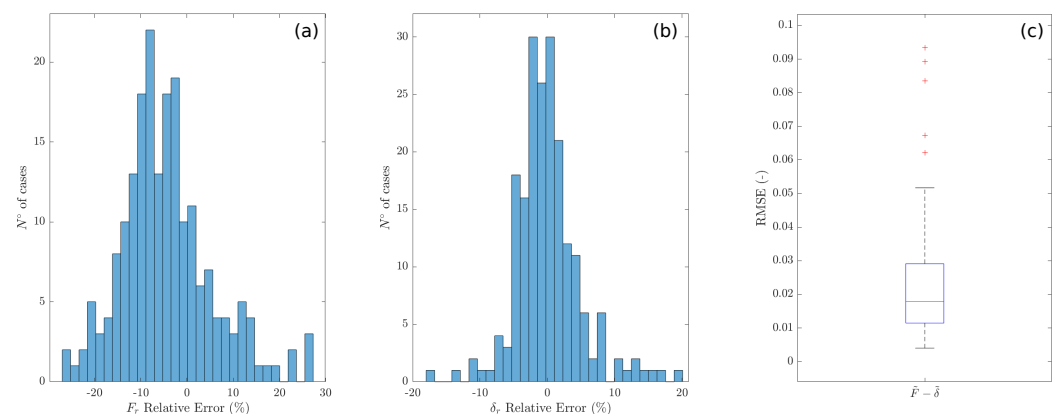 (a)
20
15
10
5
0
-20 -10 0 10 20 30
N° of cases
F_r Relative Error (%)
(b)
30
25
20
15
10
5
0
-20 -10 0 10 20
N° of cases
δ_r Relative Error (%)
(c)
0.1
0.09
0.08
0.07
0.06
0.05
0.04
0.03
0.02
0.01
0
RMSE (-)
F̃ − δ̃